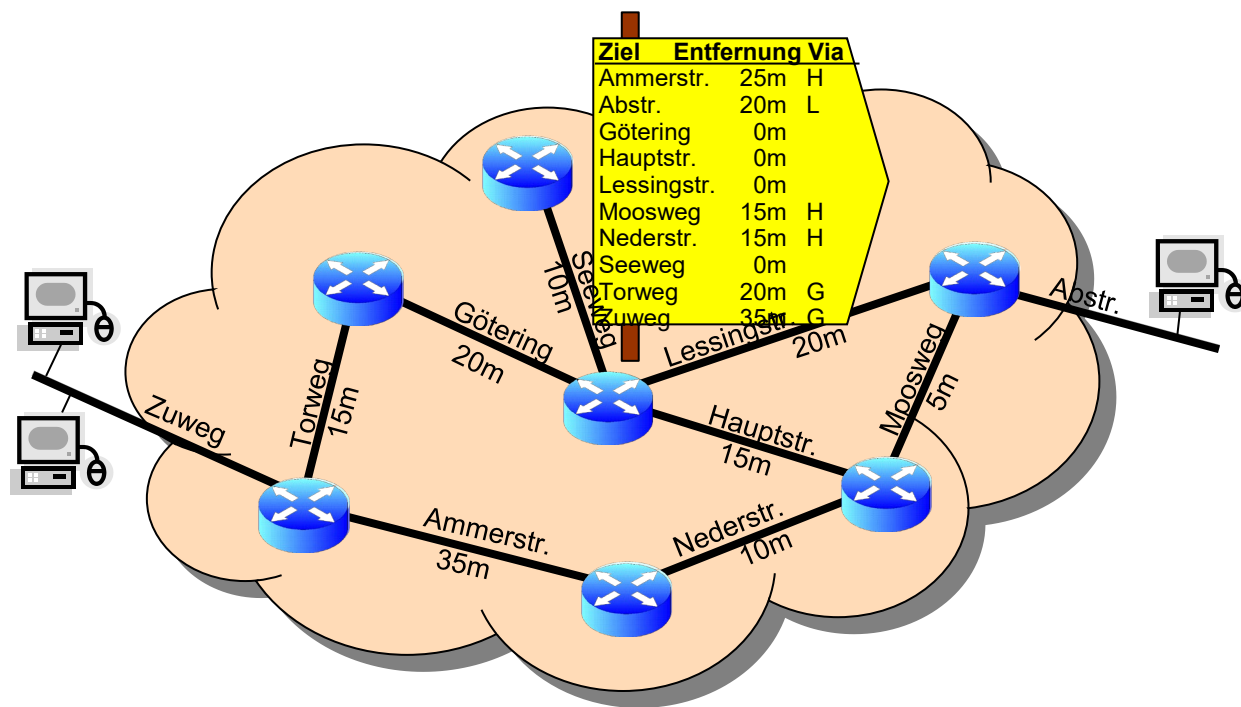 Ziel Entfernung Via
Ammerstr. 25m H
Abstr. 20m L
Götering 0m
Hauptstr. 0m
Lessingstr. 0m
Moosweg 15m H
Nederstr. 15m H
Seeweg 0m
Torweg 20m G
Zuweg 35m G
Seeweg
10m
Götering
20m
Lessingstr.
20m
Abstr.
Zuweg
Torweg
15m
Hauptstr.
15m
Moosweg
5m
Ammerstr.
35m
Nederstr.
10m